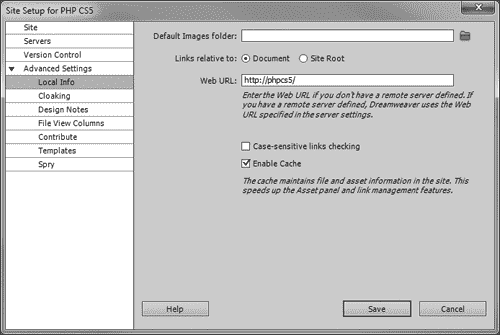 Site Setup for PHP CS5
Site
Servers
Version Control
Advanced Settings
Local Info
Cloaking
Design Notes
File View Columns
Contribute
Templates
Spry
Default Images folder:
Links relative to: Document Site Root
Web URL: http://phpcs5/
Enter the Web URL if you don't have a remote server defined. If
you have a remote server defined, Dreamweaver uses the Web
URL specified in the server settings.
Case-sensitive links checking
Enable Cache
The cache maintains file and asset information in the site. This
speeds up the Asset panel and link management features.
Help Save Cancel